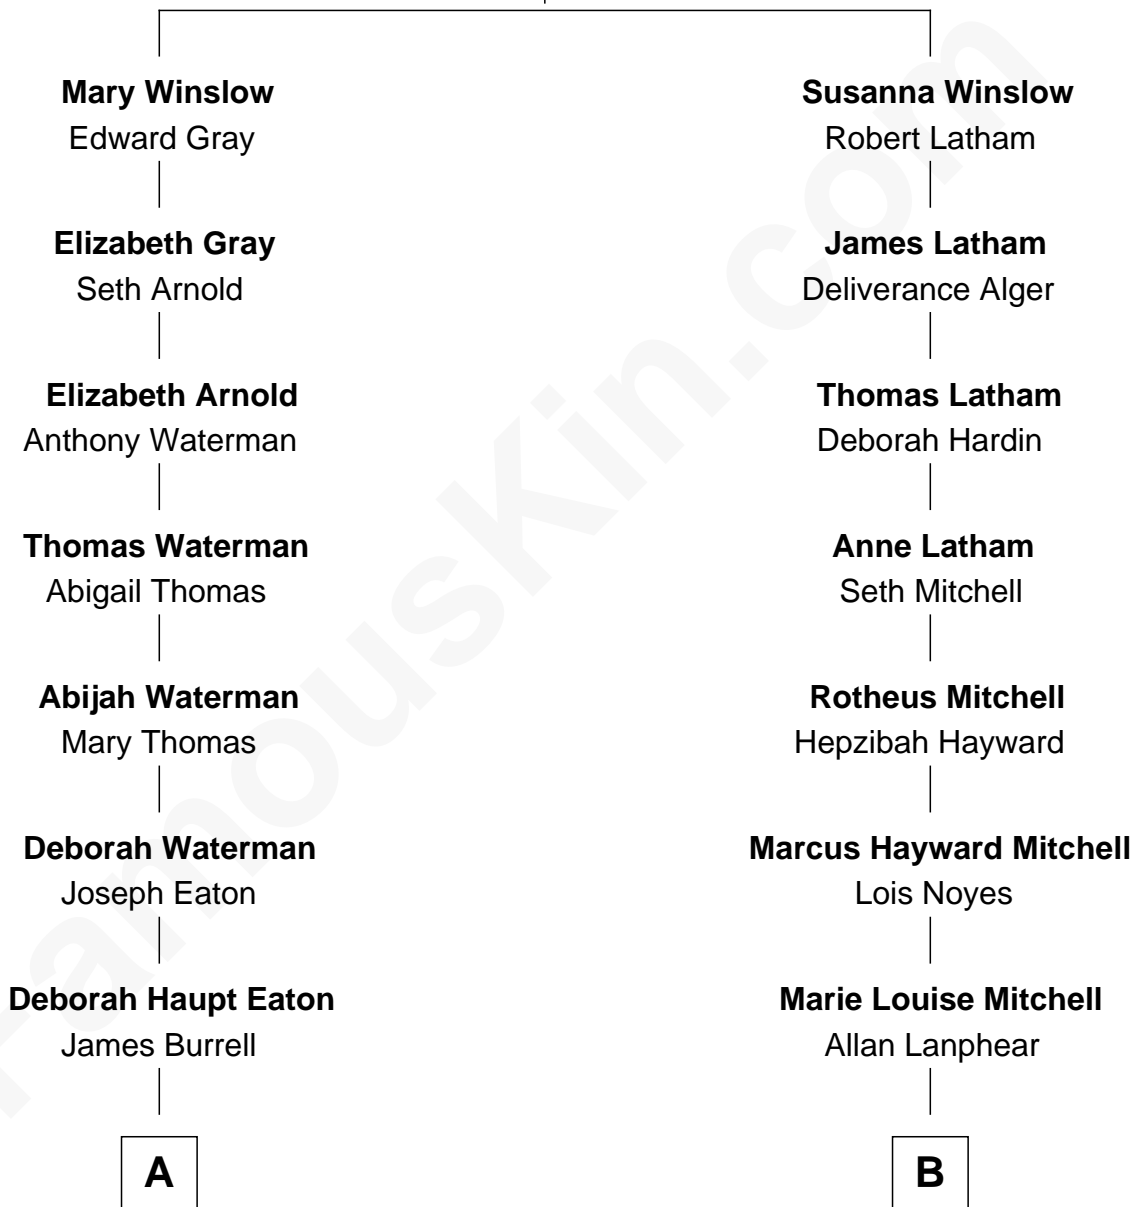 Mary Winslow
Edward Gray
Elizabeth Gray
Seth Arnold
Elizabeth Arnold
Anthony Waterman
Thomas Waterman
Abigail Thomas
Abijah Waterman
Mary Thomas
Deborah Waterman
Joseph Eaton
Deborah Haupt Eaton
James Burrell
A
Susanna Winslow
Robert Latham
James Latham
Deliverance Alger
Thomas Latham
Deborah Hardin
Anne Latham
Seth Mitchell
Rotheus Mitchell
Hepzibah Hayward
Marcus Hayward Mitchell
Lois Noyes
Marie Louise Mitchell
Allan Lanphear
B
FamousKin.com